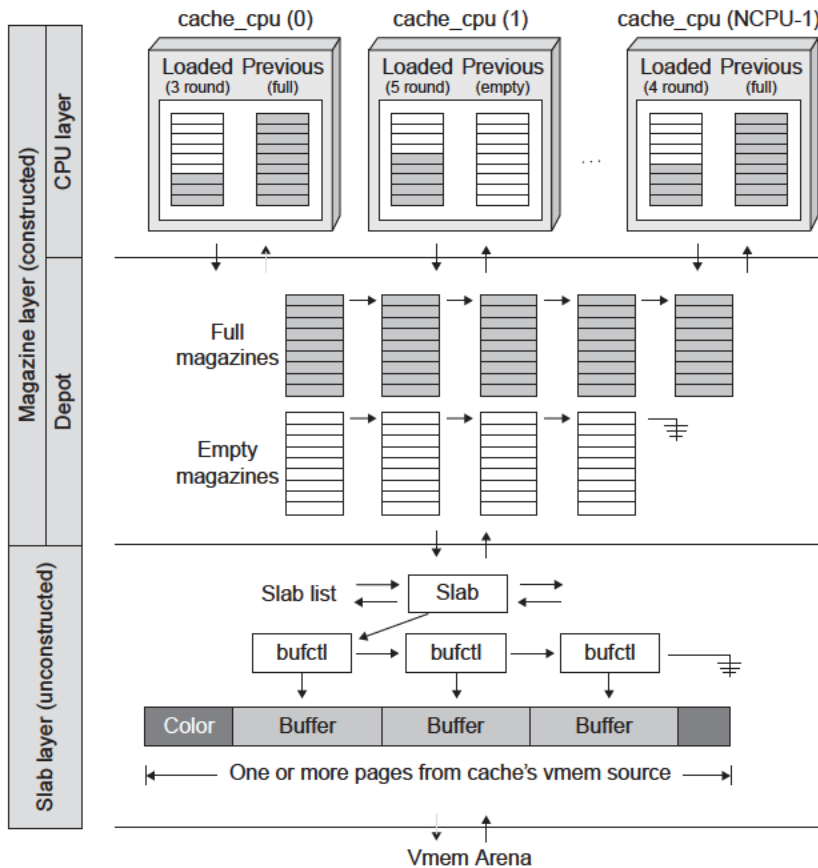 cache_cpu (0)
cache_cpu (1)
cache_cpu (NCPU-1)
Loaded
(3 round)
Previous
(full)
Loaded
(5 round)
Previous
(empty)
...
Loaded
(4 round)
Previous
(full)
Magazine layer (constructed)
CPU layer
Depot
Full
magazines
Empty
magazines
Slab layer (unconstructed)
Slab list
Slab
bufctl
bufctl
bufctl
Color
Buffer
Buffer
Buffer
One or more pages from cache's vmem source
Vmem Arena